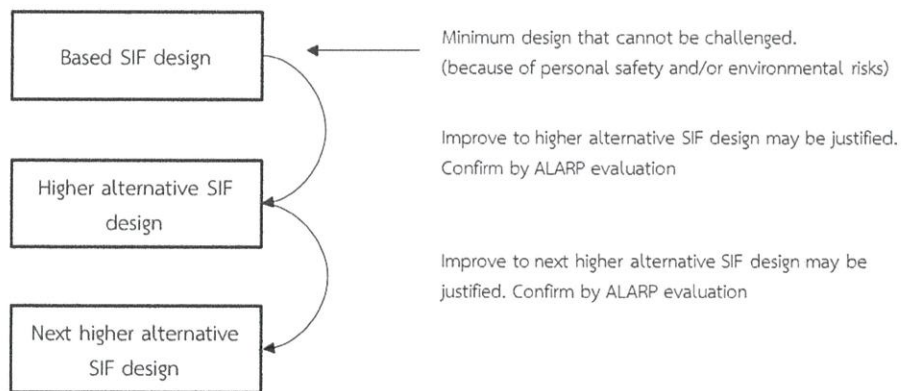 Based SIF design
Minimum design that cannot be challenged.
(because of personal safety and/or environmental risks)
Improve to higher alternative SIF design may be justified.
Confirm by ALARP evaluation
Higher alternative SIF
design
Improve to next higher alternative SIF design may be
justified. Confirm by ALARP evaluation
Next higher alternative
SIF design